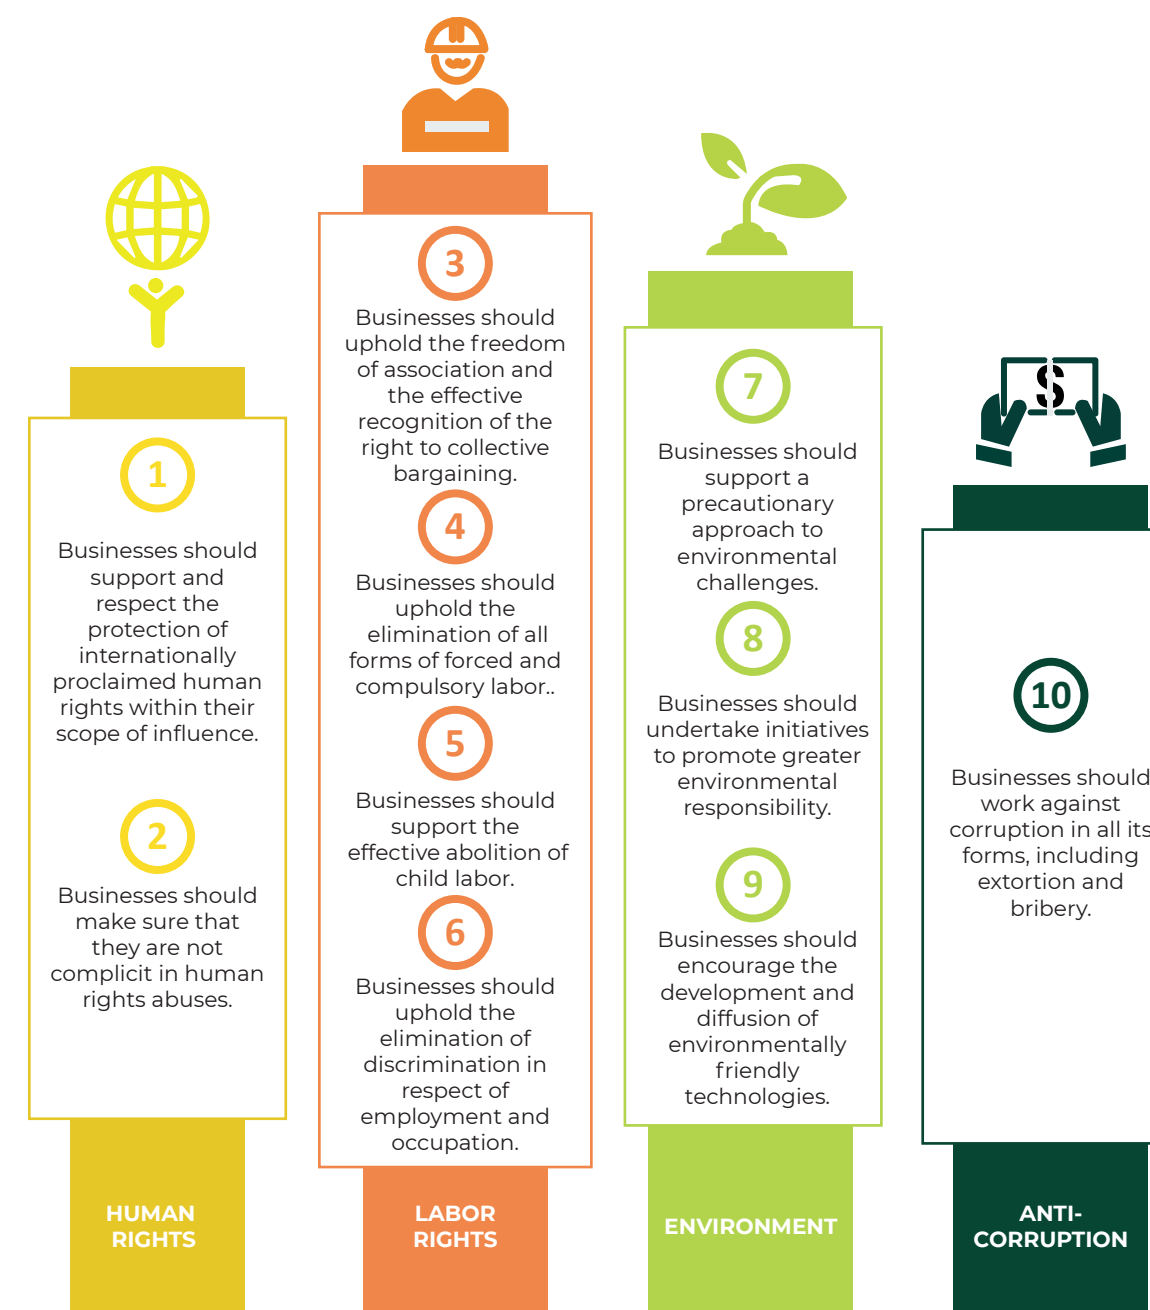 1
Businesses should
support and
respect the
protection of
internationally
proclaimed human
rights within their
scope of influence.
2
Businesses should
make sure that
they are not
complicit in human
rights abuses.
HUMAN
RIGHTS
3
Businesses should
uphold the freedom
of association and
the effective
recognition of the
right to collective
bargaining.
4
Businesses should
uphold the
elimination of all
forms of forced and
compulsory labor..
5
Businesses should
support the
effective abolition of
child labor.
6
Businesses should
uphold the
elimination of
discrimination in
respect of
employment and
occupation.
LABOR
RIGHTS
7
Businesses should
support a
precautionary
approach to
environmental
challenges.
8
Businesses should
undertake initiatives
to promote greater
environmental
responsibility.
9
Businesses should
encourage the
development and
diffusion of
environmentally
friendly
technologies.
ENVIRONMENT
$
10
Businesses should
work against
corruption in all its
forms, including
extortion and
bribery.
ANTI-
CORRUPTION